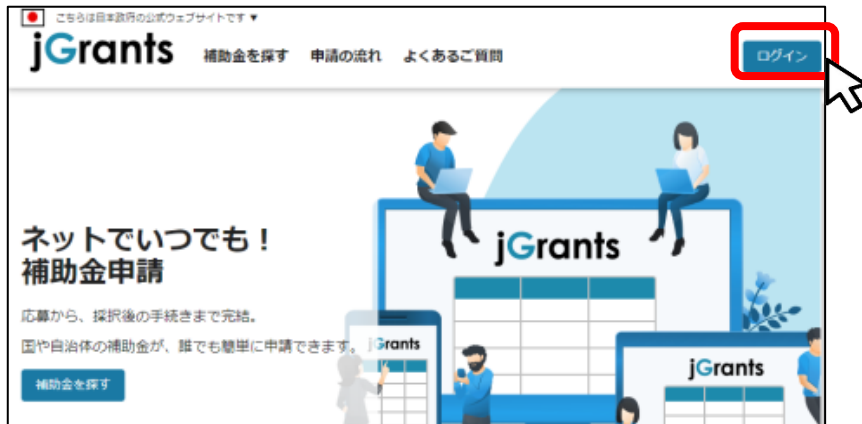 こちらは日本政府の公式ウェブサイトです ▼
jGrants 補助金を探す 申請の流れ よくあるご質問 ログイン
ネットでいつでも！
補助金申請
jGrants
応募から、採択後の手続きまで完結。
国や自治体の補助金が、誰でも簡単に申請できます。
jGrants
jGrants
補助金を探す